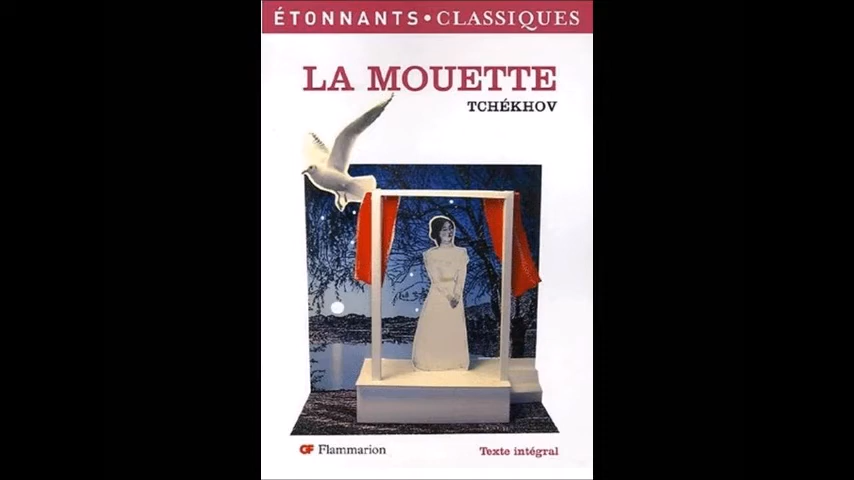 ÉTONNANTS • CLASSIQUES
LA MOUETTE
TCHÉKHOV
GF Flammarion
Texte intégral